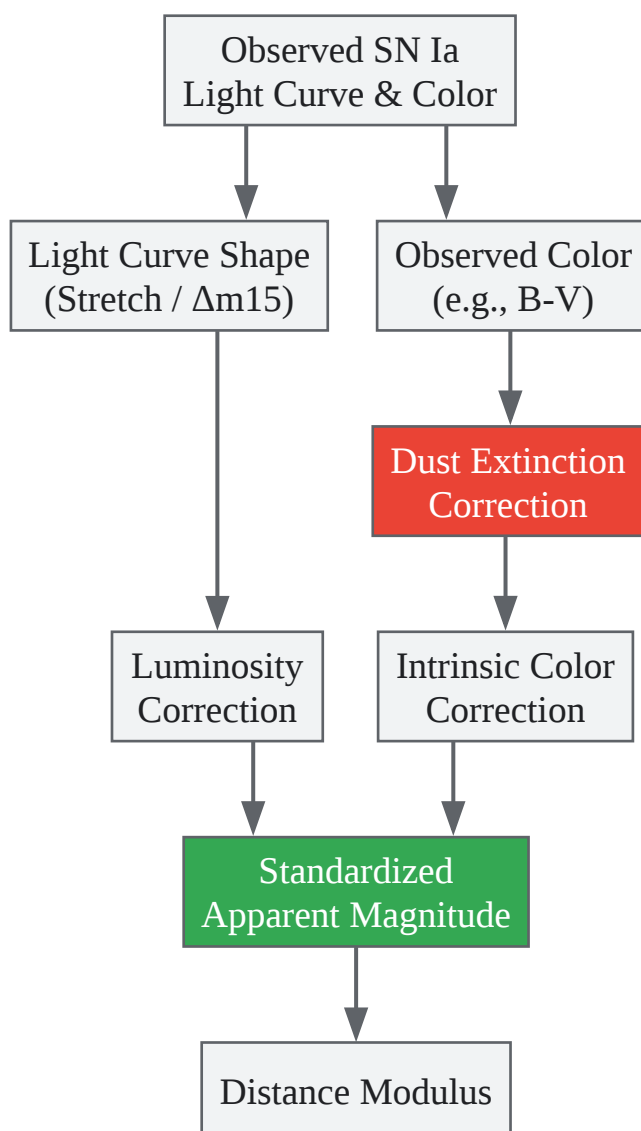 Observed SN Ia
Light Curve & Color
Light Curve Shape
(Stretch / Δm15)
Observed Color
(e.g., B-V)
Dust Extinction
Correction
Luminosity
Correction
Intrinsic Color
Correction
Standardized
Apparent Magnitude
Distance Modulus